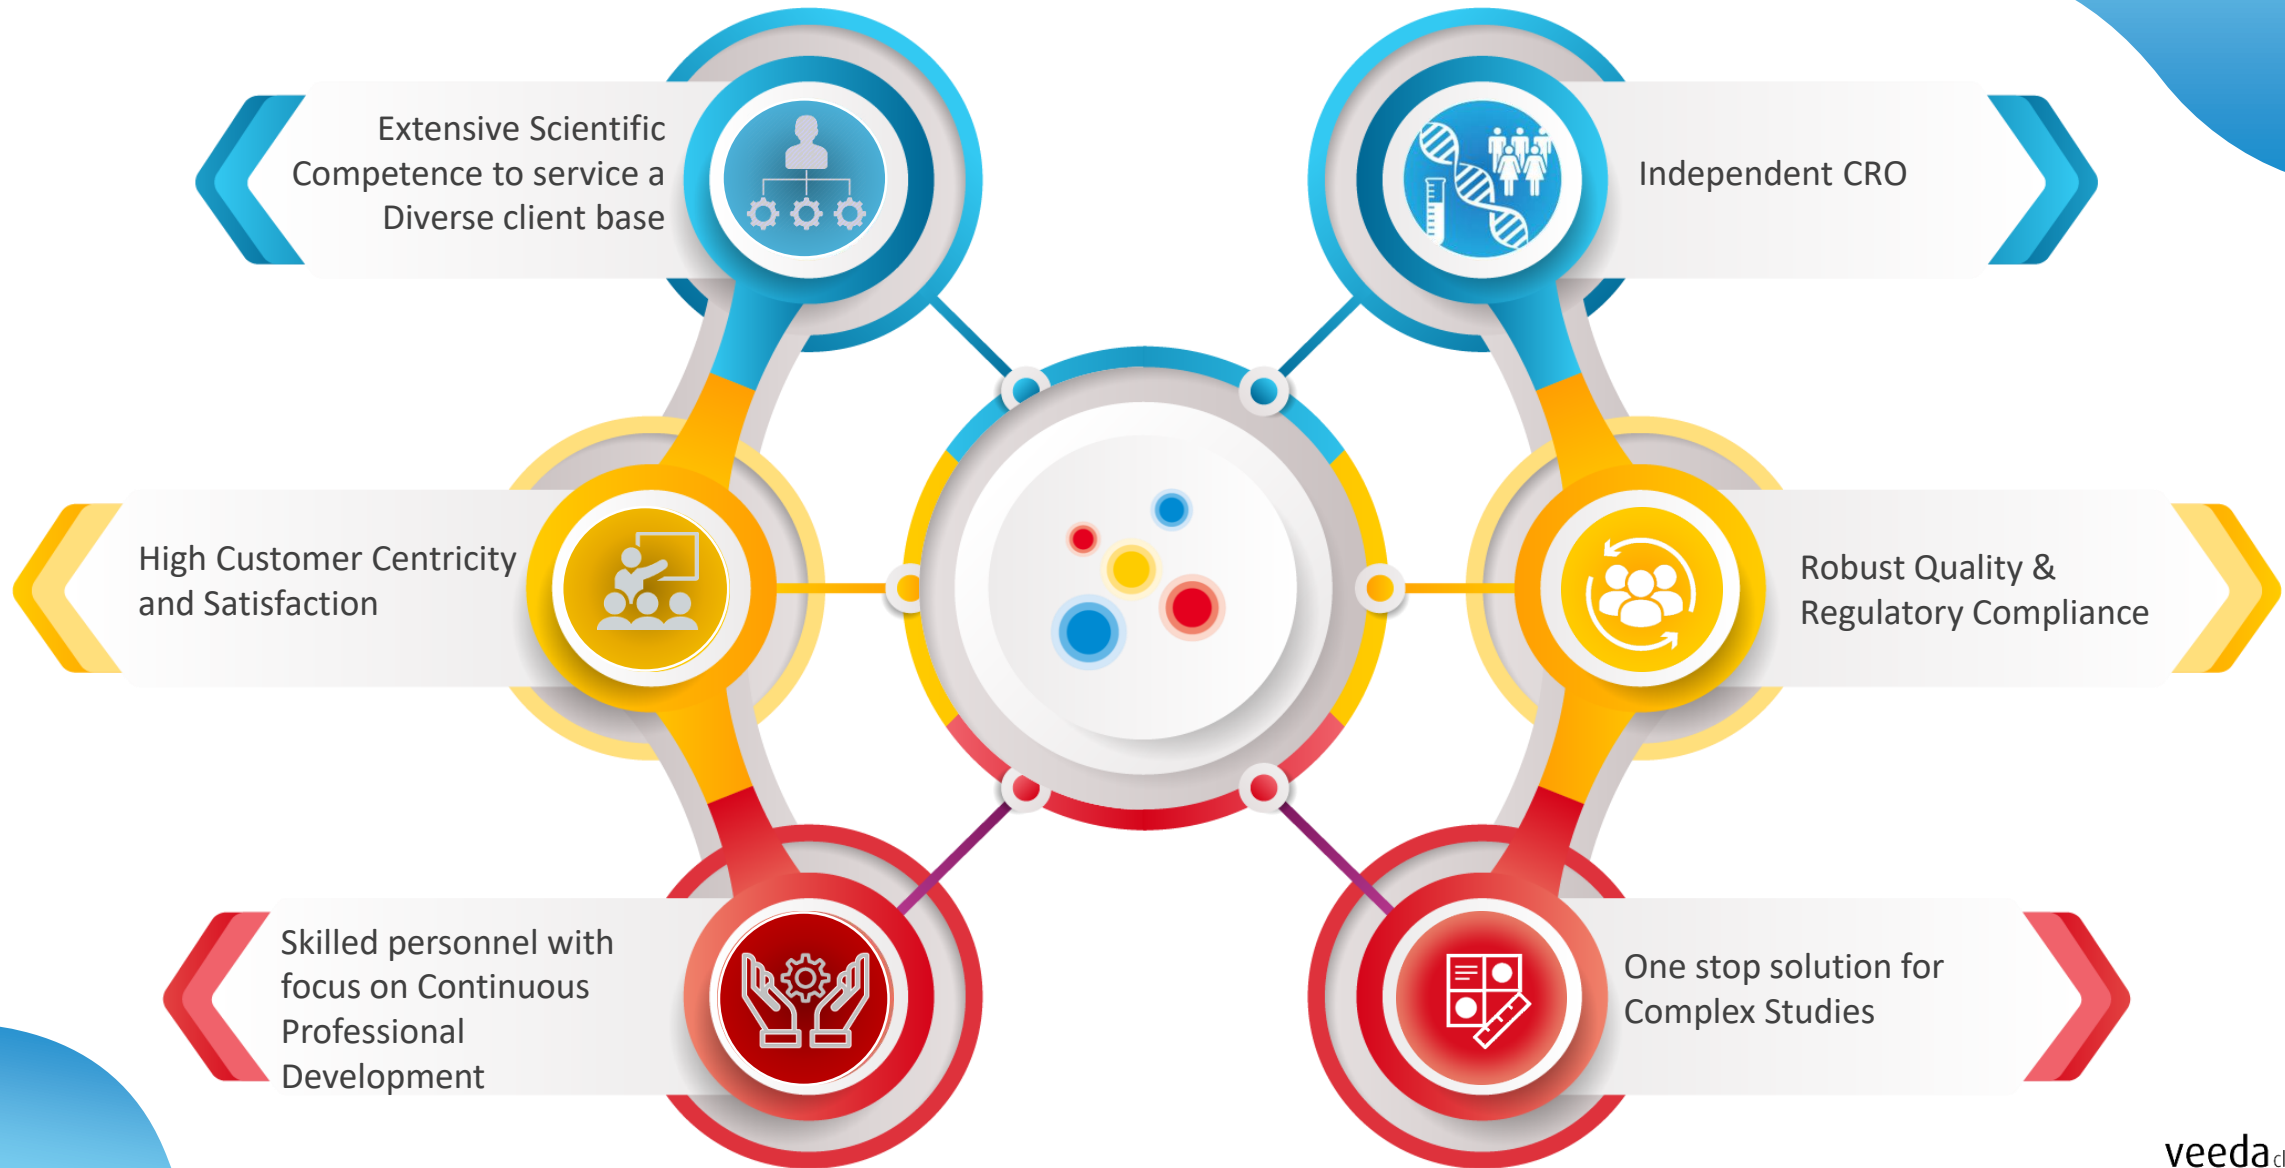 Extensive Scientific
Competence to service a
Diverse client base
Independent CRO
High Customer Centricity
and Satisfaction
Robust Quality &
Regulatory Compliance
Skilled personnel with
focus on Continuous
Professional
Development
One stop solution for
Complex Studies
veeda